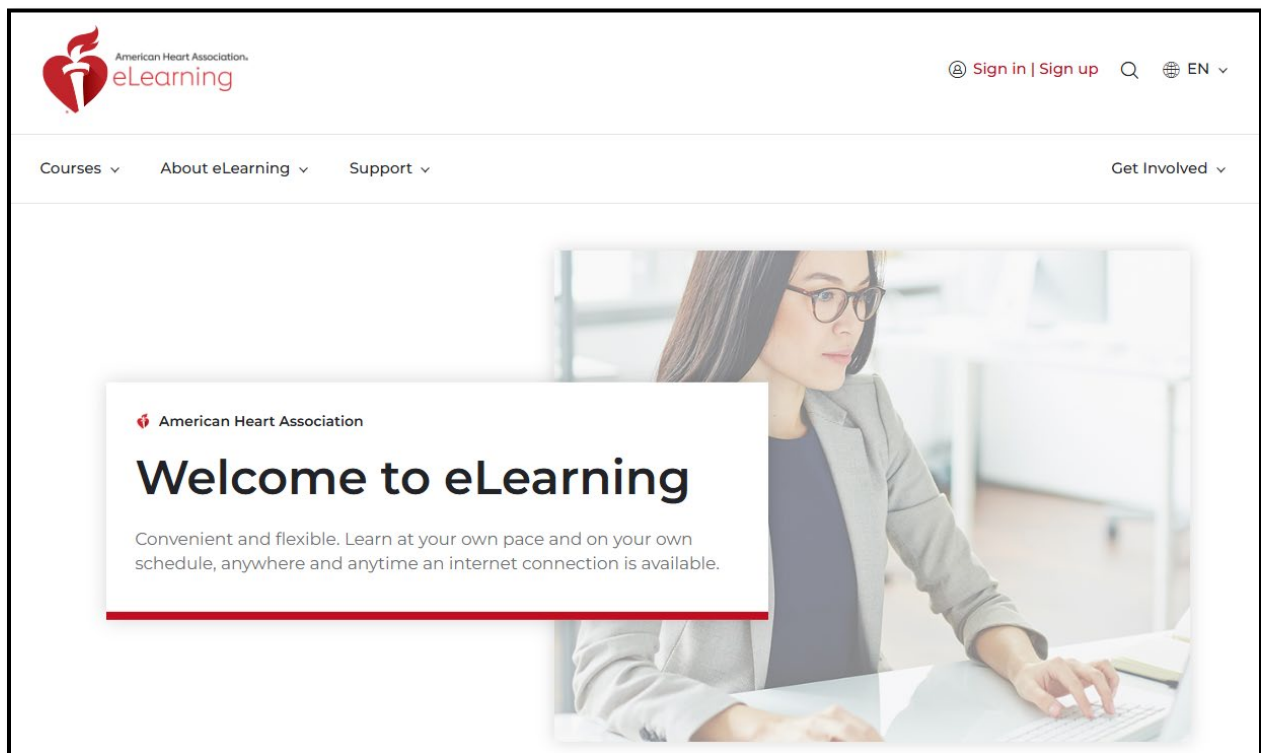 American Heart Association®
eLearning
Sign in | Sign up
EN
Courses
About eLearning
Support
Get Involved
American Heart Association
Welcome to eLearning
Convenient and flexible. Learn at your own pace and on your own
schedule, anywhere and anytime an internet connection is available.